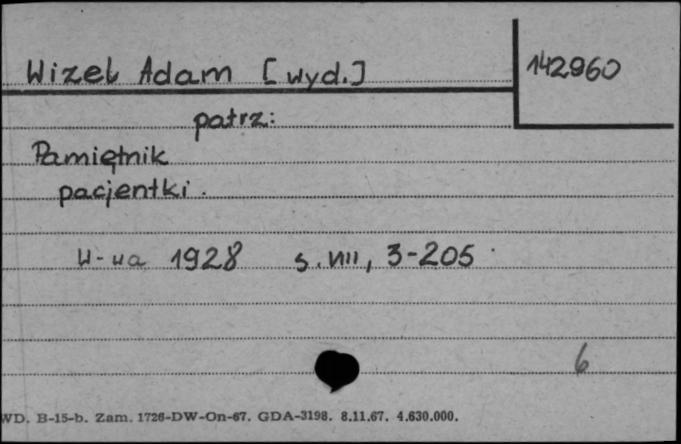 Wizel Adam [wyd.]
142960
patrz:
Pamiętnik
pacjentki.
W-wa 1928 s. VIII, 3-205
6
WD. B-15-b. Zam. 1726-DW-On-67. GDA-3198. 8.11.67. 4.630.000.